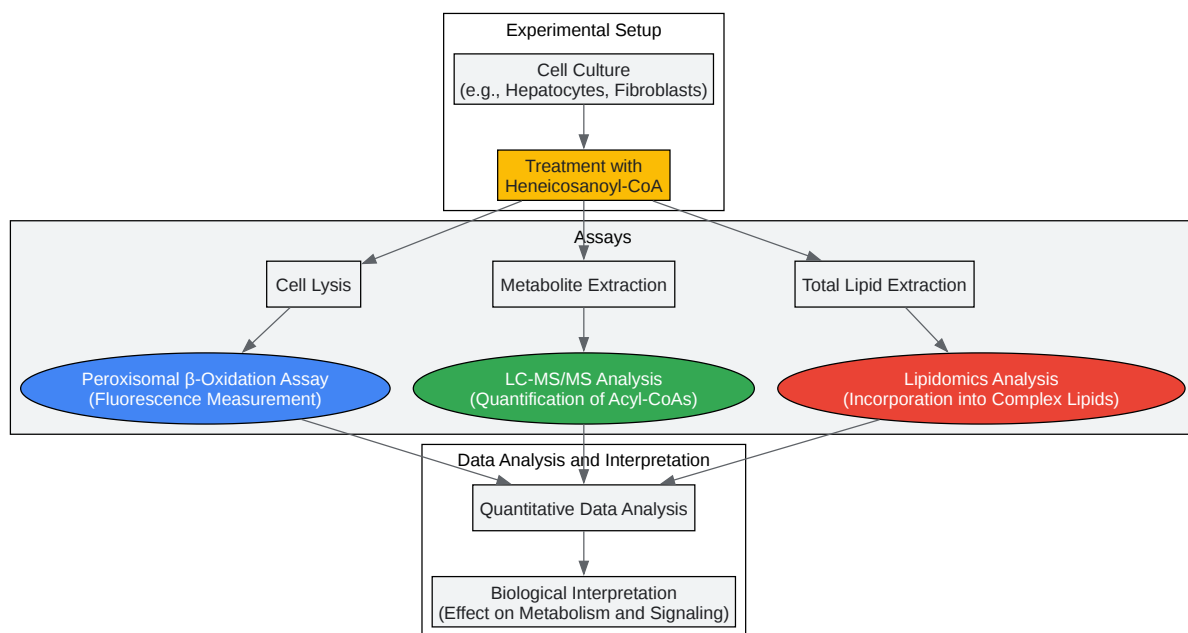 Experimental Setup
Cell Culture
(e.g., Hepatocytes, Fibroblasts)
Treatment with
Heneicosanoyl-CoA
Assays
Cell Lysis
Metabolite Extraction
Total Lipid Extraction
Peroxisomal β-Oxidation Assay
(Fluorescence Measurement)
LC-MS/MS Analysis
(Quantification of Acyl-CoAs)
Lipidomics Analysis
(Incorporation into Complex Lipids)
Data Analysis and Interpretation
Quantitative Data Analysis
Biological Interpretation
(Effect on Metabolism and Signaling)